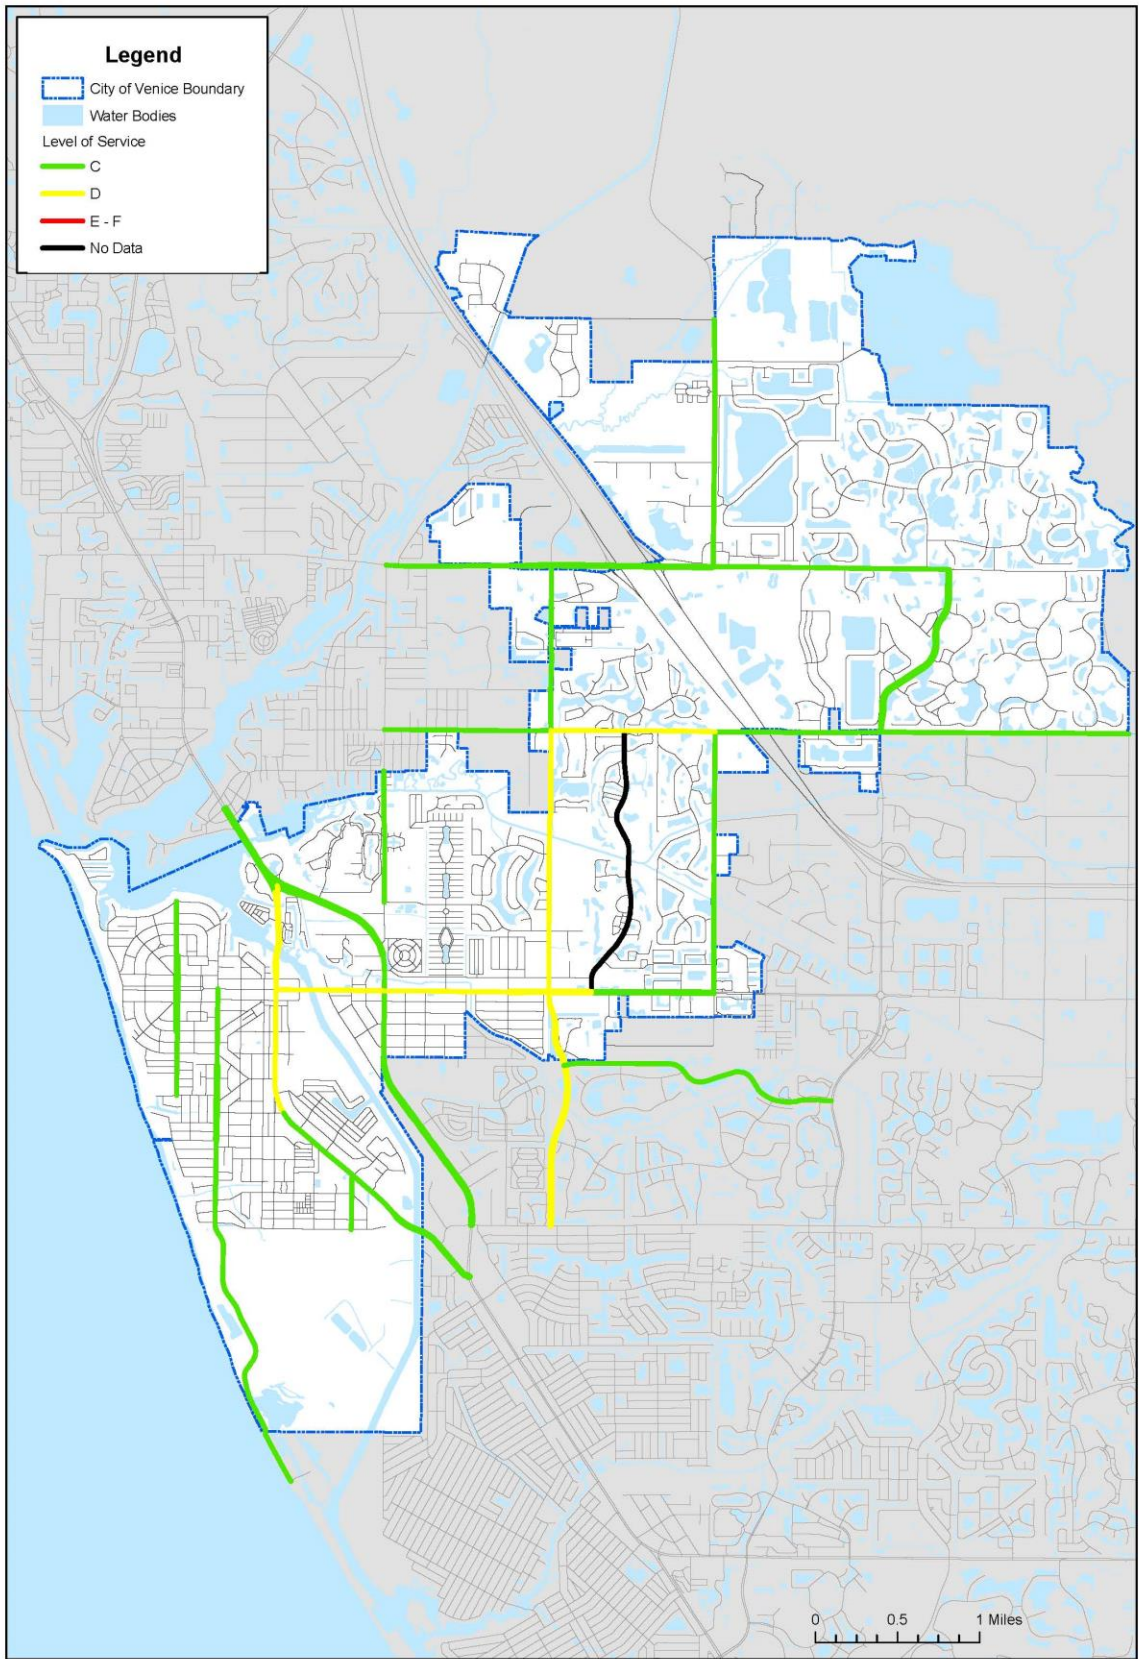 Legend
City of Venice Boundary
Water Bodies
Level of Service
C
D
E - F
No Data
0 0.5 1 Miles